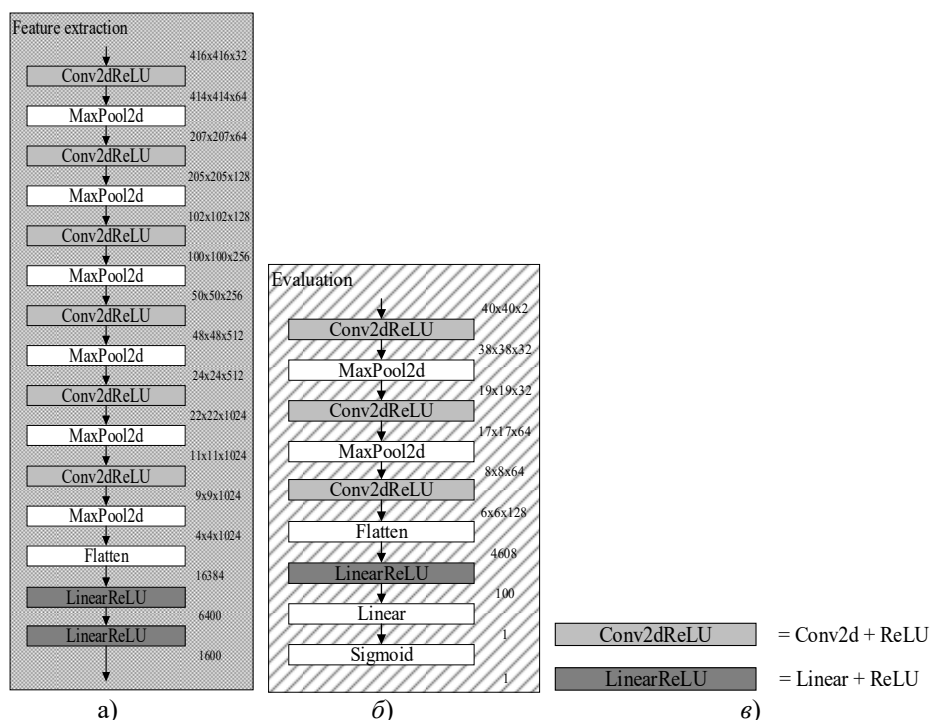 Feature extraction
416x416x32
Conv2dReLU
414x414x64
MaxPool2d
207x207x64
Conv2dReLU
205x205x128
MaxPool2d
102x102x128
Conv2dReLU
100x100x256
MaxPool2d
50x50x256
Conv2dReLU
48x48x512
MaxPool2d
24x24x512
Conv2dReLU
22x22x1024
MaxPool2d
11x11x1024
Conv2dReLU
9x9x1024
MaxPool2d
4x4x1024
Flatten
16384
LinearReLU
6400
LinearReLU
1600
а)
Evaluation
40x40x2
Conv2dReLU
38x38x32
MaxPool2d
19x19x32
Conv2dReLU
17x17x64
MaxPool2d
8x8x64
Conv2dReLU
6x6x128
Flatten
4608
LinearReLU
100
Linear
1
Sigmoid
1
б)
Conv2dReLU = Conv2d + ReLU
LinearReLU = Linear + ReLU
в)